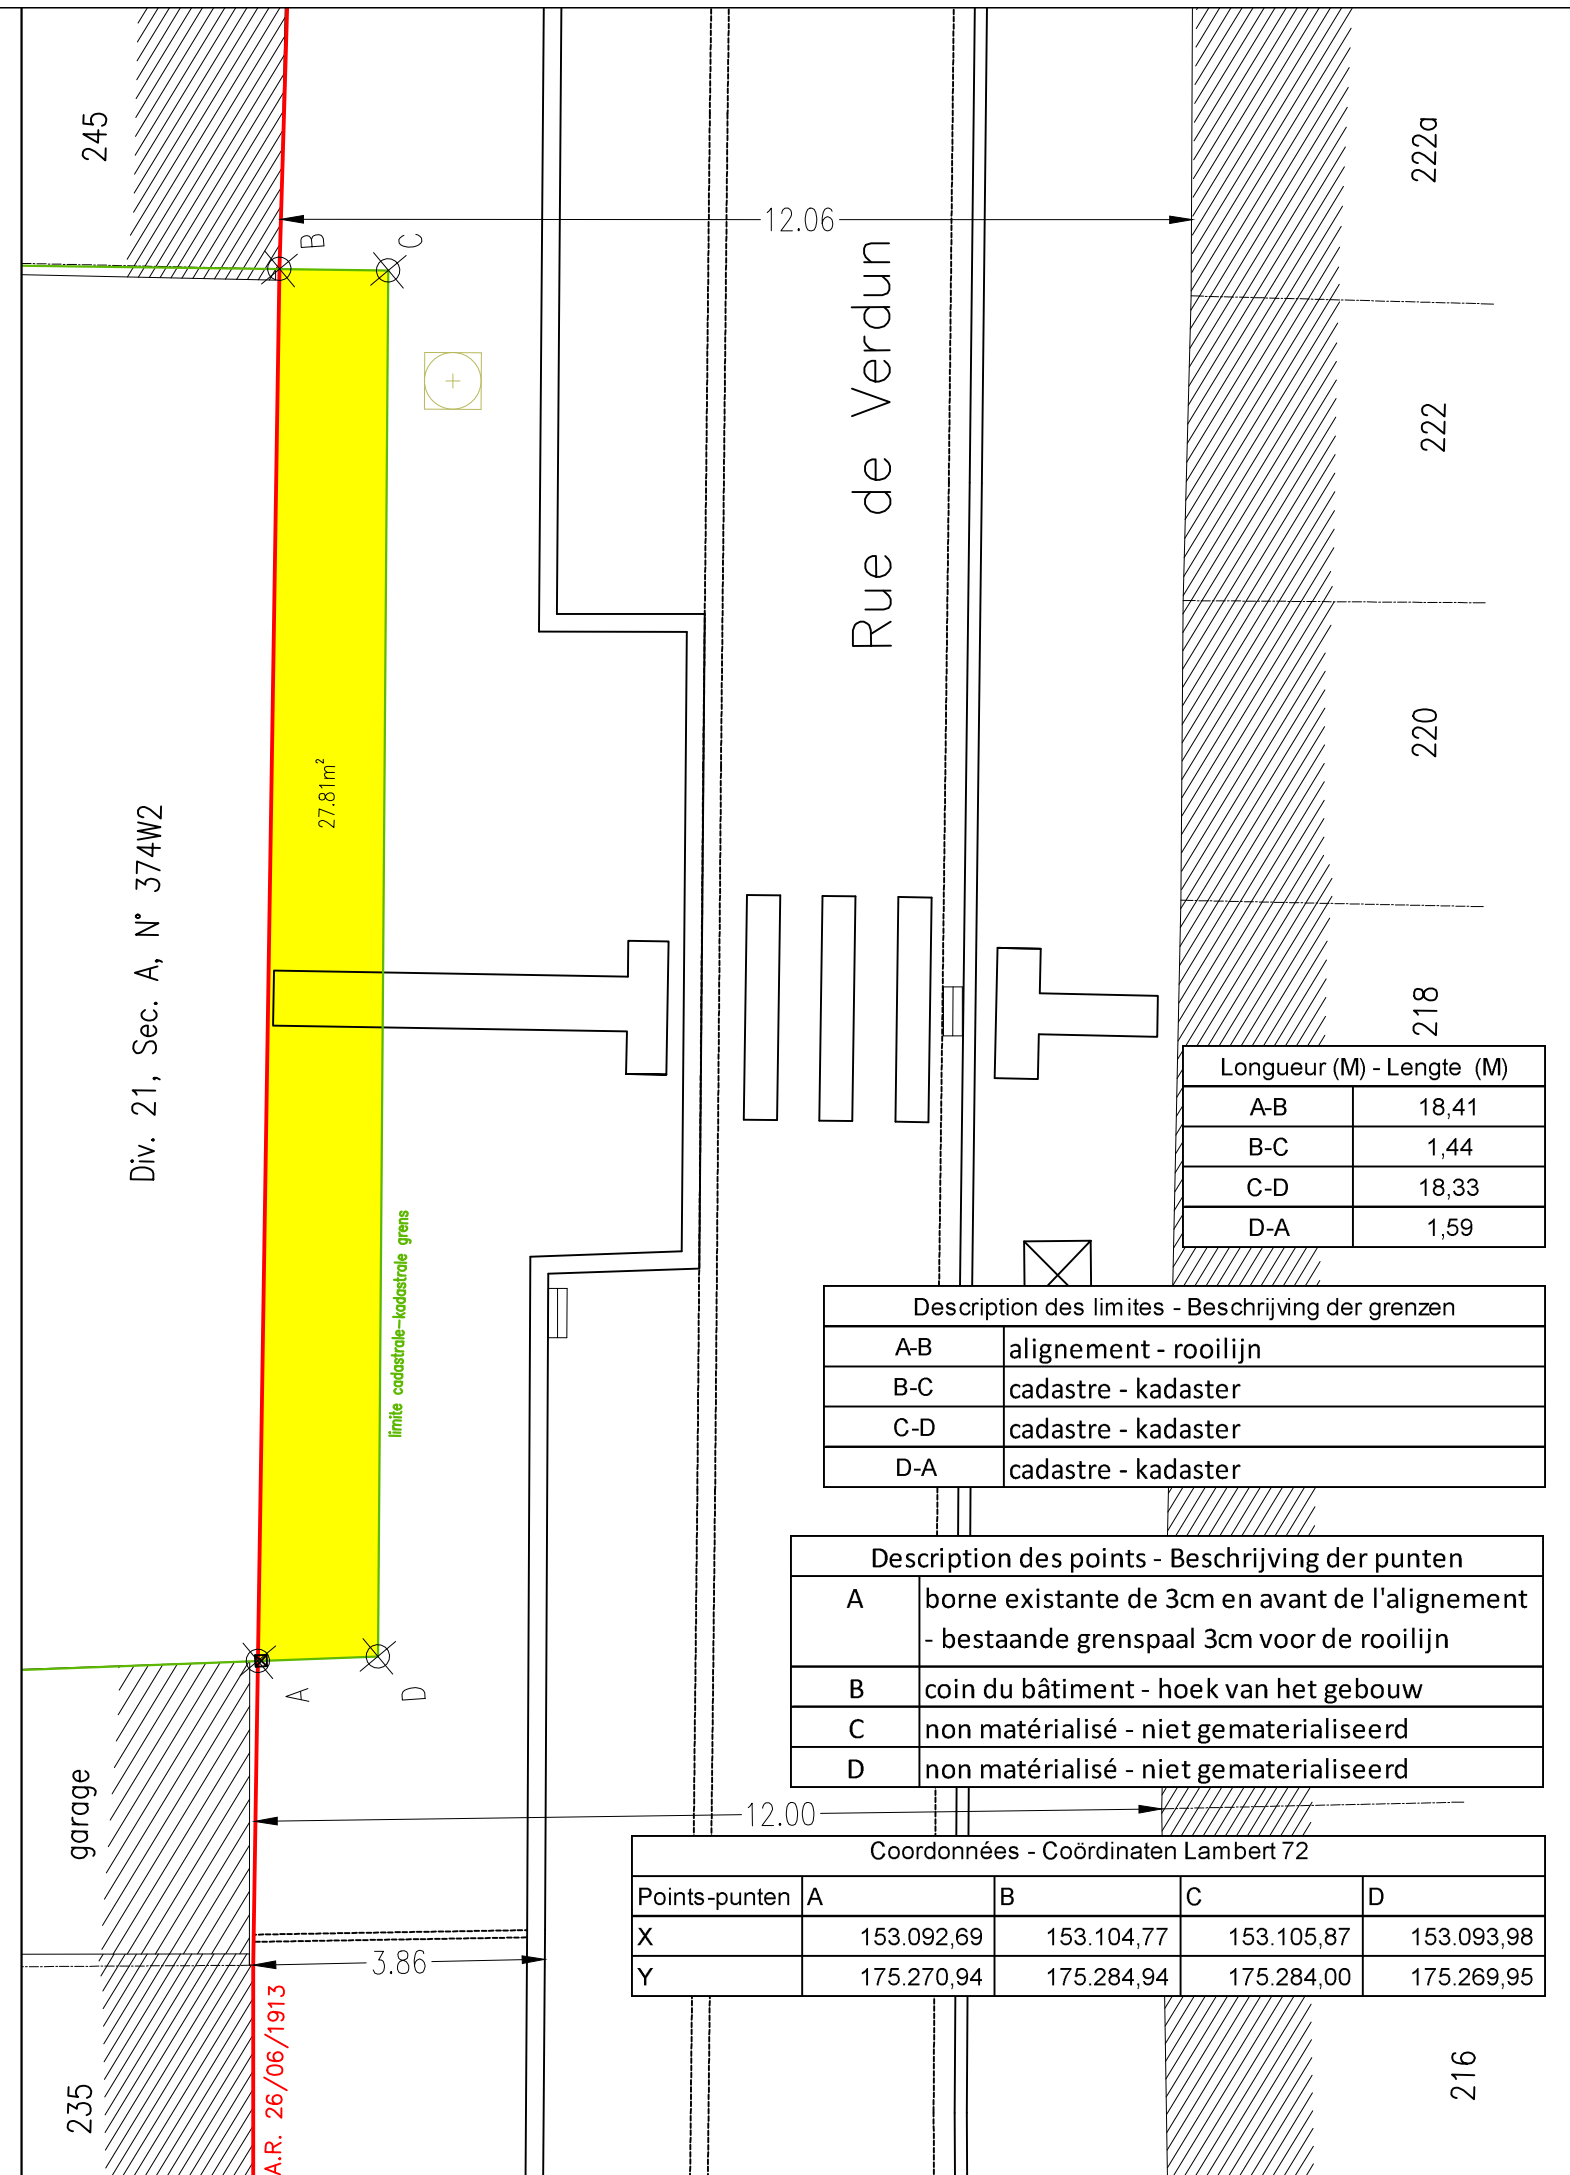 245
222a
12.06
B
C
Rue de Verdun
222
220
27.81m²
Div. 21, Sec. A, N° 374W2
218
limite cadastrale-kadastrale grens
Longueur (M) - Lengte (M)
A-B 18,41
B-C 1,44
C-D 18,33
D-A 1,59
Description des limites - Beschrijving der grenzen
A-B alignement - rooilijn
B-C cadastre - kadaster
C-D cadastre - kadaster
D-A cadastre - kadaster
Description des points - Beschrijving der punten
A borne existante de 3cm en avant de l'alignement
- bestaande grenspaal 3cm voor de rooilijn
B coin du bâtiment - hoek van het gebouw
C non matérialisé - niet gematerialiseerd
D non matérialisé - niet gematerialiseerd
A
D
garage
12.00
Coordonnées - Coördinaten Lambert 72
Points-punten A B C D
X 153.092,69 153.104,77 153.105,87 153.093,98
Y 175.270,94 175.284,94 175.284,00 175.269,95
3.86
A.R. 26/06/1913
235
216